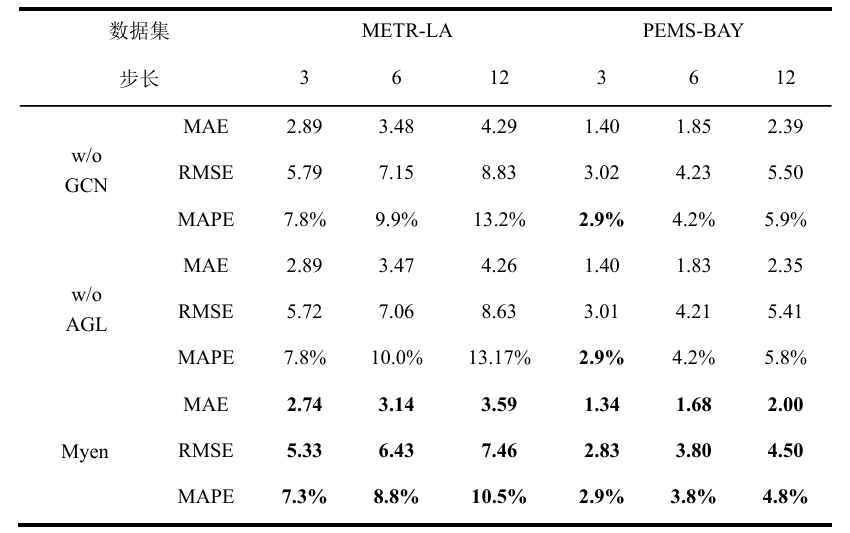 数据集 METR-LA PEMS-BAY
步长 3 6 12 3 6 12
w/o GCN MAE 2.89 3.48 4.29 1.40 1.85 2.39
RMSE 5.79 7.15 8.83 3.02 4.23 5.50
MAPE 7.8% 9.9% 13.2% 2.9% 4.2% 5.9%
w/o AGL MAE 2.89 3.47 4.26 1.40 1.83 2.35
RMSE 5.72 7.06 8.63 3.01 4.21 5.41
MAPE 7.8% 10.0% 13.17% 2.9% 4.2% 5.8%
Myen MAE 2.74 3.14 3.59 1.34 1.68 2.00
RMSE 5.33 6.43 7.46 2.83 3.80 4.50
MAPE 7.3% 8.8% 10.5% 2.9% 3.8% 4.8%